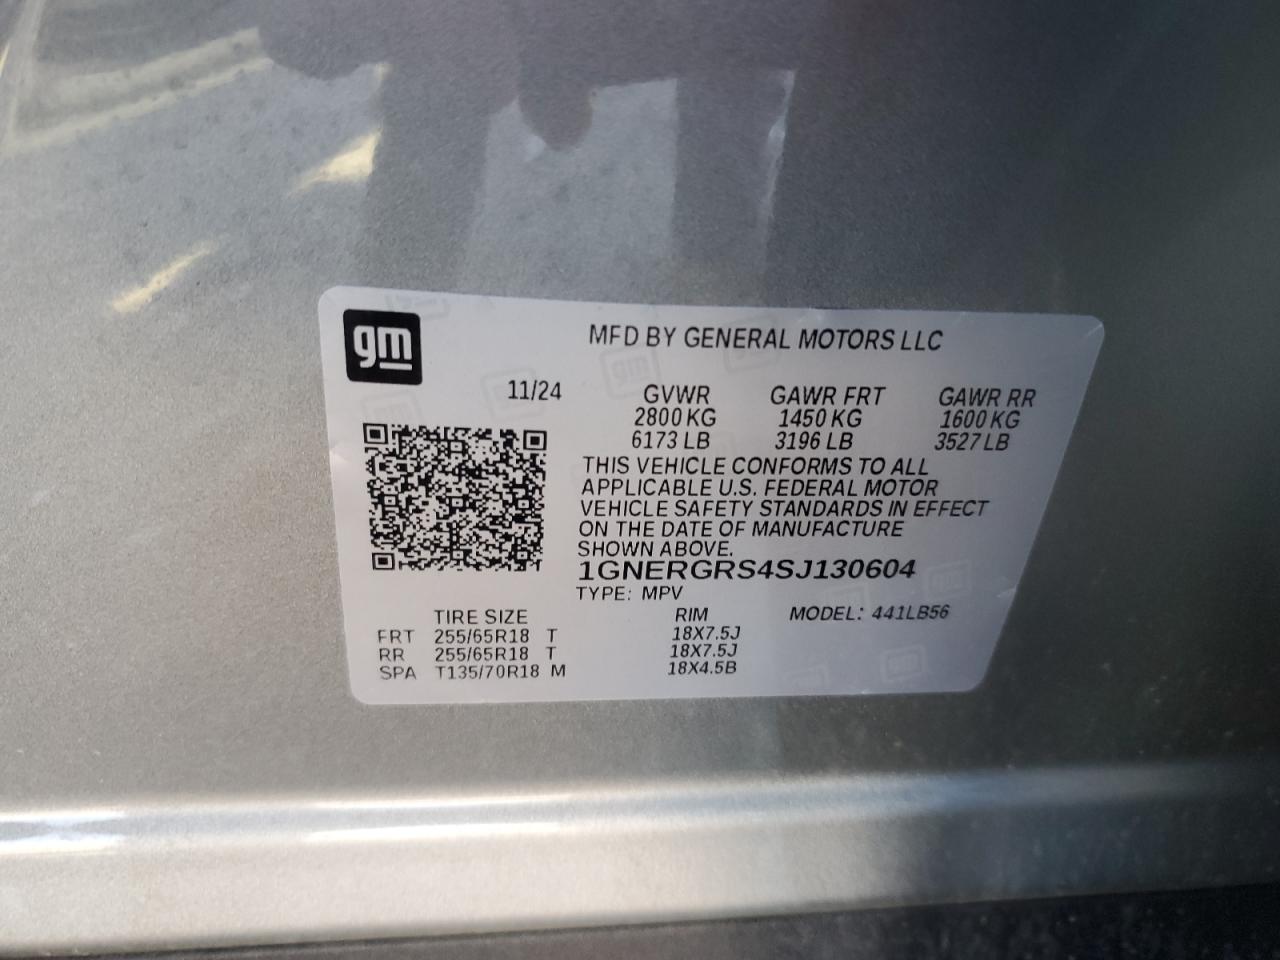 gm
MFD BY GENERAL MOTORS LLC
11/24
GVWR GAWR FRT GAWR RR
2800 KG 1450 KG 1600 KG
6173 LB 3196 LB 3527 LB
THIS VEHICLE CONFORMS TO ALL
APPLICABLE U.S. FEDERAL MOTOR
VEHICLE SAFETY STANDARDS IN EFFECT
ON THE DATE OF MANUFACTURE
SHOWN ABOVE.
1GNERGRS4SJ130604
TYPE: MPV
TIRE SIZE RIM MODEL: 441LB56
FRT 255/65R18 T 18X7.5J
RR 255/65R18 T 18X7.5J
SPA T135/70R18 M 18X4.5B